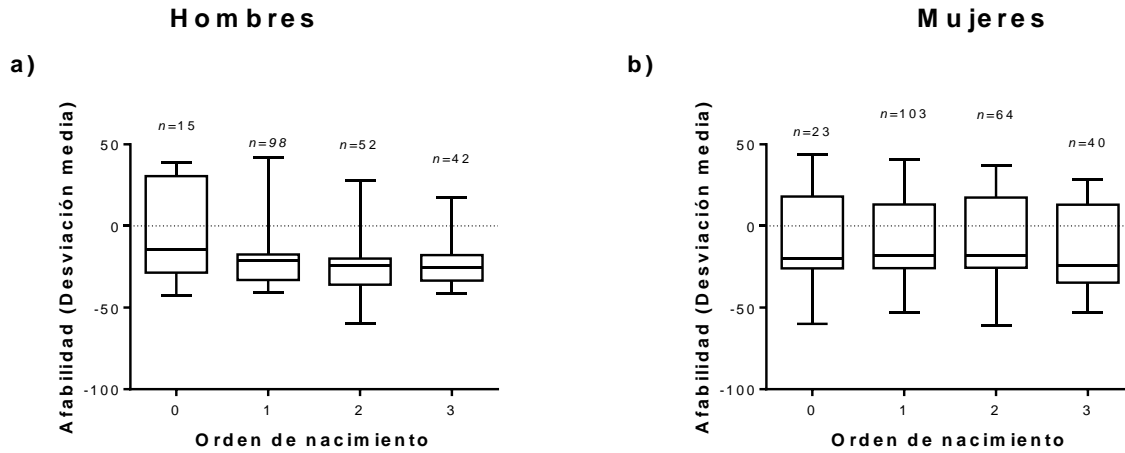 Hombres
Mujeres
a)
b)
Afabilidad (Desviación media)
50
0
-50
-100
n=15
n=98
n=52
n=42
0
1
2
3
Orden de nacimiento
Afabilidad (Desviación media)
50
0
-50
-100
n=23
n=103
n=64
n=40
0
1
2
3
Orden de nacimiento